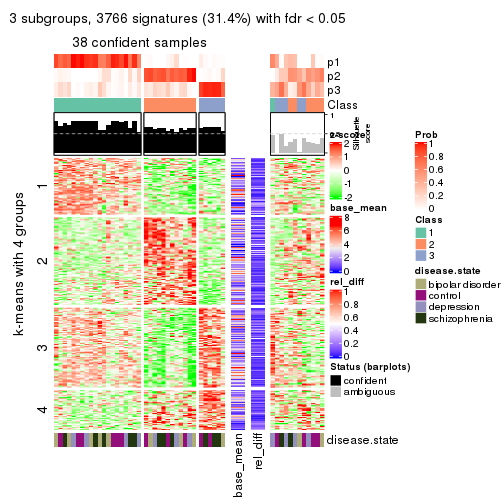 3 subgroups, 3766 signatures (31.4%) with fdr < 0.05
38 confident samples
p1
p2
p3
Class
1
0.5
0
Silhouette
score
k-means with 4 groups
1
2
3
4
z-score
2
1
0
-1
-2
base_mean
8
6
4
2
0
rel_diff
1
0.8
0.6
0.4
0.2
0
Status (barplots)
confident
ambiguous
Prob
1
0.8
0.6
0.4
0.2
0
Class
1
2
3
disease.state
bipolar disorder
control
depression
schizophrenia
disease.state
base_mean
rel_diff